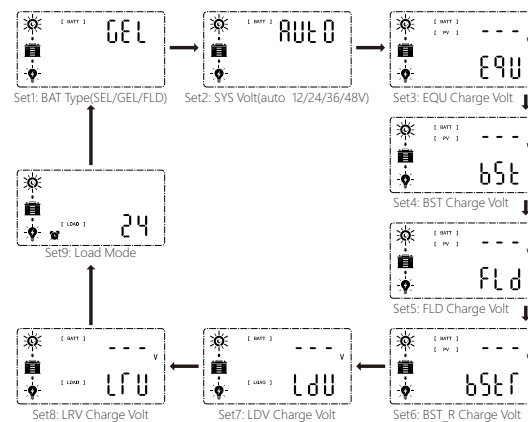 [ BATT ]
GEL
Set1: BAT Type(SEL/GEL/FLD)
[ BATT ]
AUtO
Set2: SYS Volt(auto 12/24/36/48V)
[ BATT ]
[ PV ]
- - -
V
EqU
Set3: EQU Charge Volt
[ BATT ]
[ PV ]
- - -
V
bSt
Set4: BST Charge Volt
[ BATT ]
[ PV ]
- - -
V
FLd
Set5: FLD Charge Volt
[ BATT ]
[ PV ]
- - -
V
bStr
Set6: BST_R Charge Volt
[ BATT ]
- - -
V
[ LOAD ]
LdU
Set7: LDV Charge Volt
[ BATT ]
- - -
V
[ LOAD ]
LrU
Set8: LRV Charge Volt
[ LOAD ]
24
Set9: Load Mode